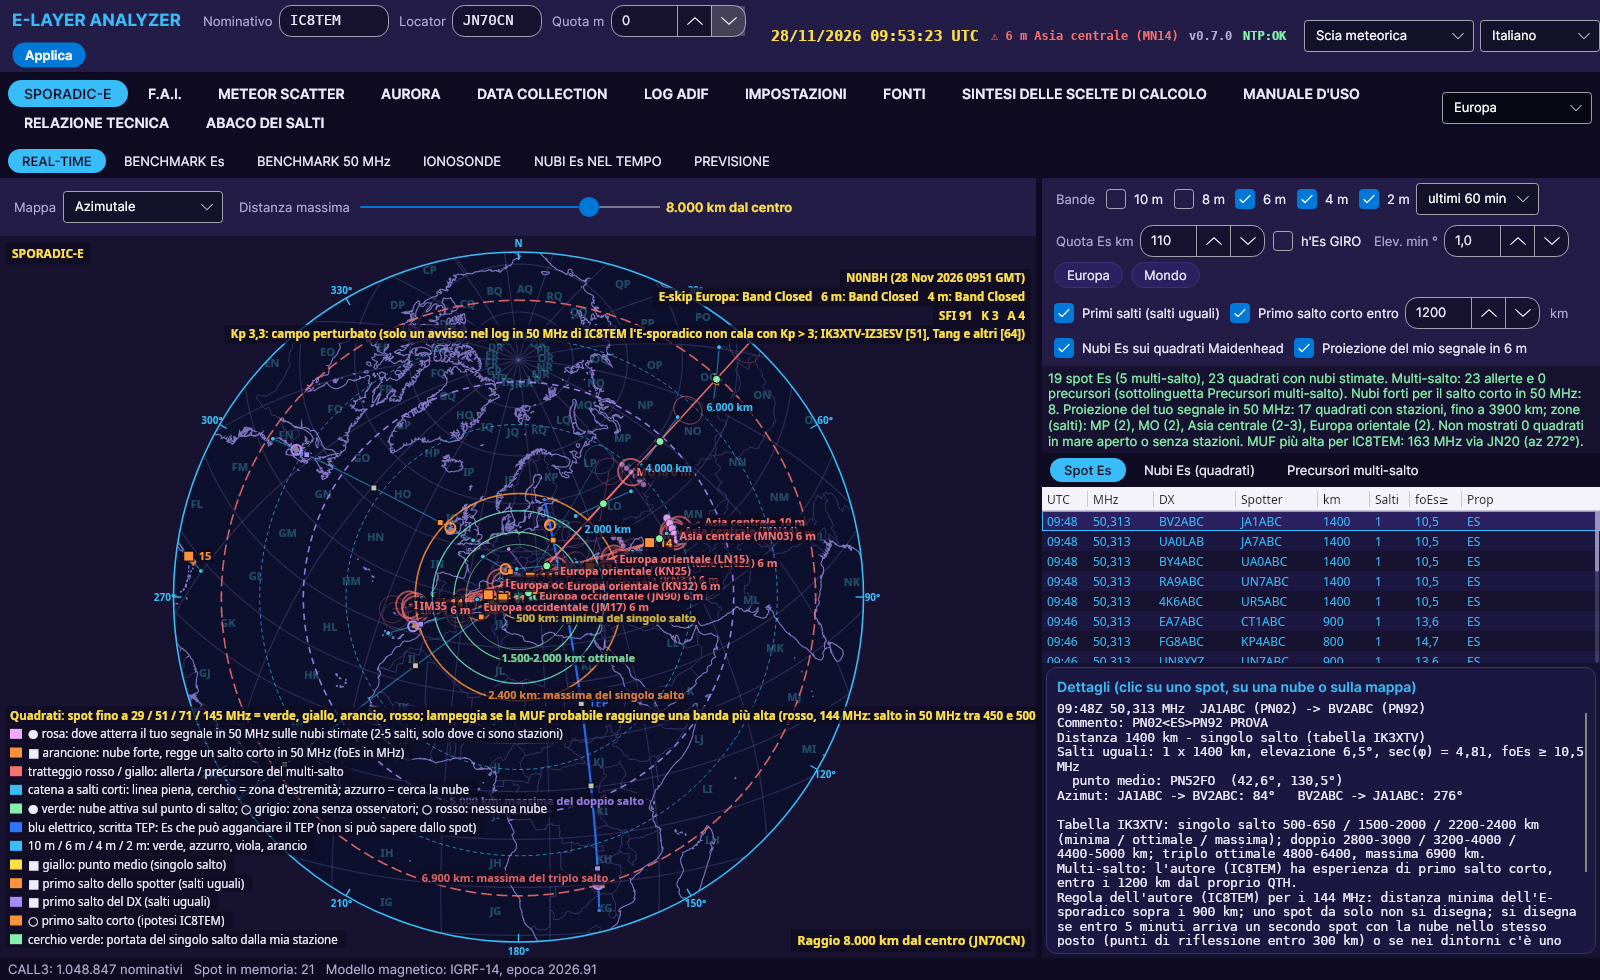 E-LAYER ANALYZER
Nominativo IC8TEM Locator JN70CN Quota m 0
Applica
28/11/2026 09:53:23 UTC ⚠ 6 m Asia centrale (MN14) v0.7.0 NTP:OK
Scia meteorica Italiano
SPORADIC-E F.A.I. METEOR SCATTER AURORA DATA COLLECTION LOG ADIF IMPOSTAZIONI FONTI SINTESI DELLE SCELTE DI CALCOLO MANUALE D'USO
RELAZIONE TECNICA ABACO DEI SALTI
Europa
REAL-TIME BENCHMARK Es BENCHMARK 50 MHz IONOSONDE NUBI Es NEL TEMPO PREVISIONE
Mappa Azimutale Distanza massima 8.000 km dal centro
SPORADIC-E
N0NBH (28 Nov 2026 0951 GMT)
E-skip Europa: Band Closed 6 m: Band Closed 4 m: Band Closed
SFI 91 K 3 A 4
Kp 3,3: campo perturbato (solo un avviso: nel log in 50 MHz di IC8TEM l'E-sporadico non cala con Kp > 3; IK3XTV-IZ3ESV [51], Tang e altri [64])
N
330°
300°
60°
270°
90°
120°
150°
180°
210°
6.000 km
4.000 km
2.000 km
Asia centrale 10 m
Asia centrale (MN03) 6 m
Europa orientale (LN15)
Europa orientale (KN25)
Europa orientale (KN32) 6 m
Europa occidentale (JN90) 6 m
Europa occidentale (JM17) 6 m
IM35
15
500 km: minima del singolo salto
1.500-2.000 km: ottimale
2.400 km: massima del singolo salto
TEP
massima del doppio salto
6.900 km: massima del triplo salto
Quadrati: spot fino a 29 / 51 / 71 / 145 MHz = verde, giallo, arancio, rosso; lampeggia se la MUF probabile raggiunge una banda più alta (rosso, 144 MHz: salto in 50 MHz tra 450 e 500
● rosa: dove atterra il tuo segnale in 50 MHz sulle nubi stimate (2-5 salti, solo dove ci sono stazioni)
■ arancione: nube forte, regge un salto corto in 50 MHz (foEs in MHz)
tratteggio rosso / giallo: allerta / precursore del multi-salto
catena a salti corti: linea piena, cerchio = zona d'estremità; azzurro = cerca la nube
● verde: nube attiva sul punto di salto; ○ grigio: zona senza osservatori; ○ rosso: nessuna nube
blu elettrico, scritta TEP: Es che può agganciare il TEP (non si può sapere dallo spot)
10 m / 6 m / 4 m / 2 m: verde, azzurro, viola, arancio
■ giallo: punto medio (singolo salto)
■ primo salto dello spotter (salti uguali)
■ primo salto del DX (salti uguali)
○ primo salto corto (ipotesi IC8TEM)
cerchio verde: portata del singolo salto dalla mia stazione
Raggio 8.000 km dal centro (JN70CN)
CALL3: 1.048.847 nominativi Spot in memoria: 21 Modello magnetico: IGRF-14, epoca 2026.91
Bande 10 m 8 m 6 m 4 m 2 m ultimi 60 min
Quota Es km 110 h'Es GIRO Elev. min ° 1,0
Europa Mondo
Primi salti (salti uguali) Primo salto corto entro 1200 km
Nubi Es sui quadrati Maidenhead Proiezione del mio segnale in 6 m
19 spot Es (5 multi-salto), 23 quadrati con nubi stimate. Multi-salto: 23 allerte e 0
precursori (sottolinguetta Precursori multi-salto). Nubi forti per il salto corto in 50 MHz:
8. Proiezione del tuo segnale in 50 MHz: 17 quadrati con stazioni, fino a 3900 km; zone
(salti): MP (2), MO (2), Asia centrale (2-3), Europa orientale (2). Non mostrati 0 quadrati
in mare aperto o senza stazioni. MUF più alta per IC8TEM: 163 MHz via JN20 (az 272°).
Spot Es Nubi Es (quadrati) Precursori multi-salto
UTC MHz DX Spotter km Salti foEs≥ Prop
09:48 50,313 BV2ABC JA1ABC 1400 1 10,5 ES
09:48 50,313 UA0LAB JA7ABC 1400 1 10,5 ES
09:48 50,313 BY4ABC UA0ABC 1400 1 10,5 ES
09:48 50,313 RA9ABC UN7ABC 1400 1 10,5 ES
09:48 50,313 4K6ABC UR5ABC 1400 1 10,5 ES
09:46 50,313 EA7ABC CT1ABC 900 1 13,6 ES
09:46 50,313 FG8ABC KP4ABC 800 1 14,7 ES
09:46 50,313 UN8XYZ UN7ABC 900 1 13,6 ES
Dettagli (clic su uno spot, su una nube o sulla mappa)
09:48Z 50,313 MHz JA1ABC (PN02) -> BV2ABC (PN92)
Commento: PN02<ES>PN92 PROVA
Distanza 1400 km - singolo salto (tabella IK3XTV)
Salti uguali: 1 x 1400 km, elevazione 6,5°, sec(φ) = 4,81, foEs ≥ 10,5
MHz
punto medio: PN52FO (42,6°, 130,5°)
Azimut: JA1ABC -> BV2ABC: 84° BV2ABC -> JA1ABC: 276°
Tabella IK3XTV: singolo salto 500-650 / 1500-2000 / 2200-2400 km
(minima / ottimale / massima); doppio 2800-3000 / 3200-4000 /
4400-5000 km; triplo ottimale 4800-6400, massima 6900 km.
Multi-salto: l'autore (IC8TEM) ha esperienza di primo salto corto,
entro i 1200 km dal proprio QTH.
Regola dell'autore (IC8TEM) per i 144 MHz: distanza minima dell'E-
sporadico sopra i 900 km; uno spot da solo non si disegna; si disegna
se entro 5 minuti arriva un secondo spot con la nube nello stesso
posto (punti di riflessione entro 300 km) o se nei dintorni c'è uno